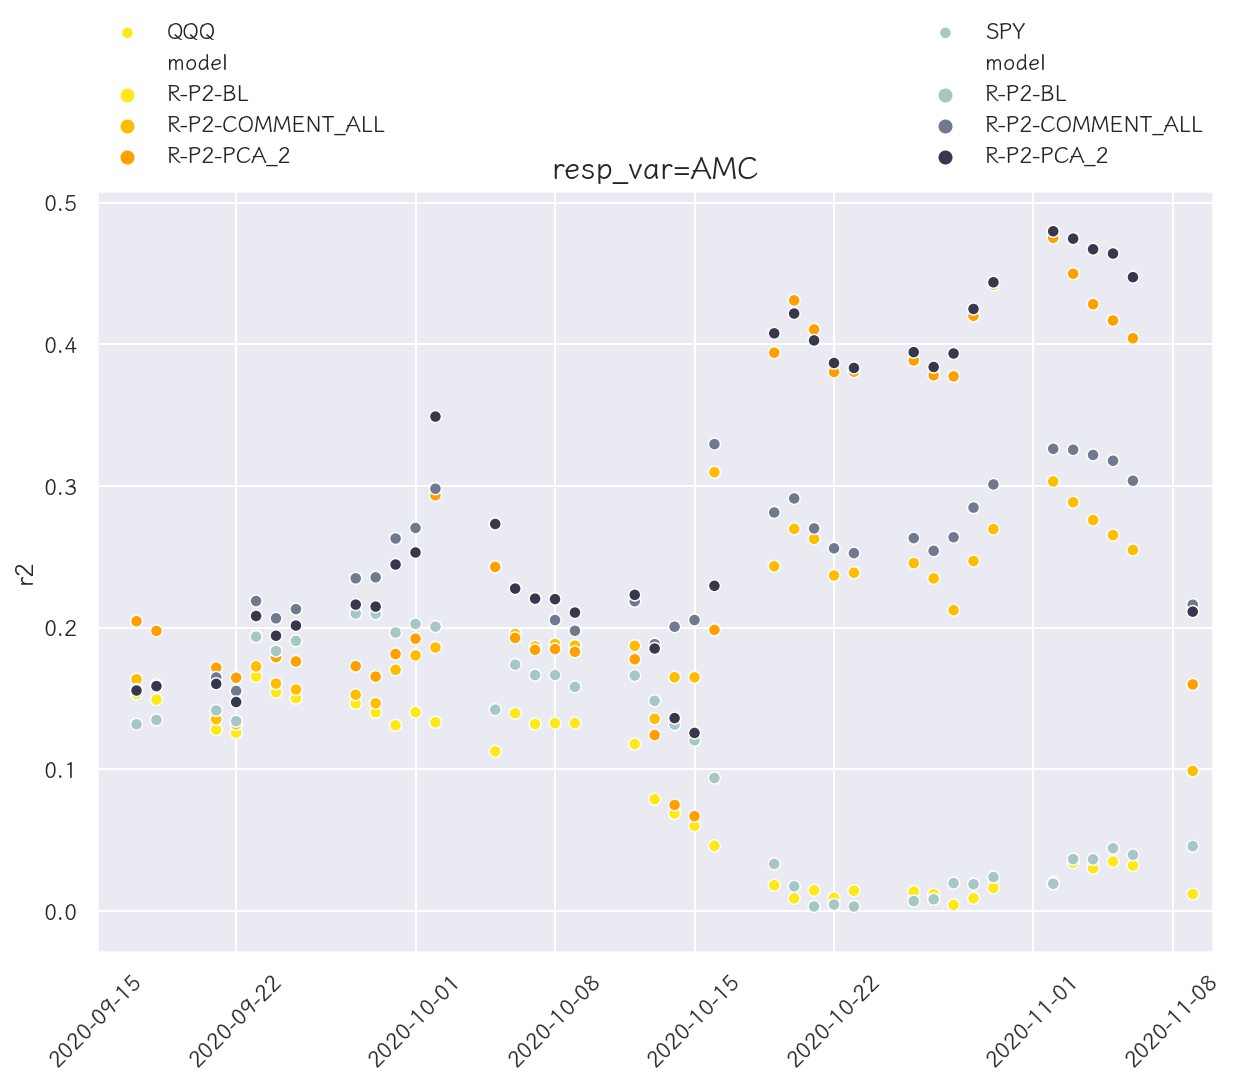 QQQ
model
R-P2-BL
R-P2-COMMENT_ALL
R-P2-PCA_2
SPY
model
R-P2-BL
R-P2-COMMENT_ALL
R-P2-PCA_2
resp_var=AMC
0.5
0.4
0.3
0.2
0.1
0.0
r2
2020-09-15
2020-09-22
2020-10-01
2020-10-08
2020-10-15
2020-10-22
2020-11-01
2020-11-08